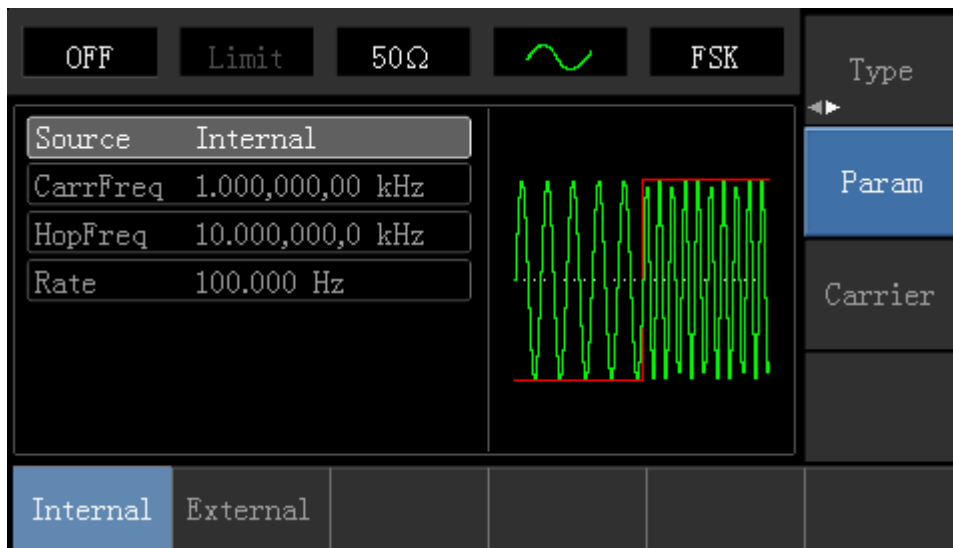 OFF Limit 50Ω FSK
Type
Source Internal
CarrFreq 1.000,000,00 kHz
HopFreq 10.000,000,0 kHz
Rate 100.000 Hz
Param
Carrier
Internal External